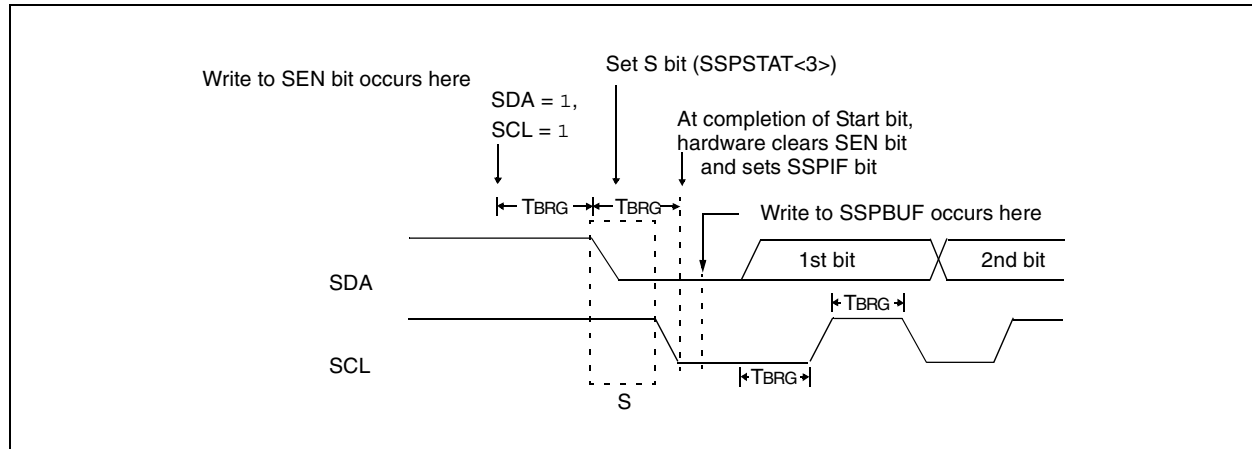 Write to SEN bit occurs here
Set S bit (SSPSTAT<3>)
SDA = 1,
SCL = 1
At completion of Start bit,
hardware clears SEN bit
and sets SSPIF bit
TBRG
TBRG
Write to SSPBUF occurs here
SDA
1st bit
2nd bit
TBRG
SCL
TBRG
S